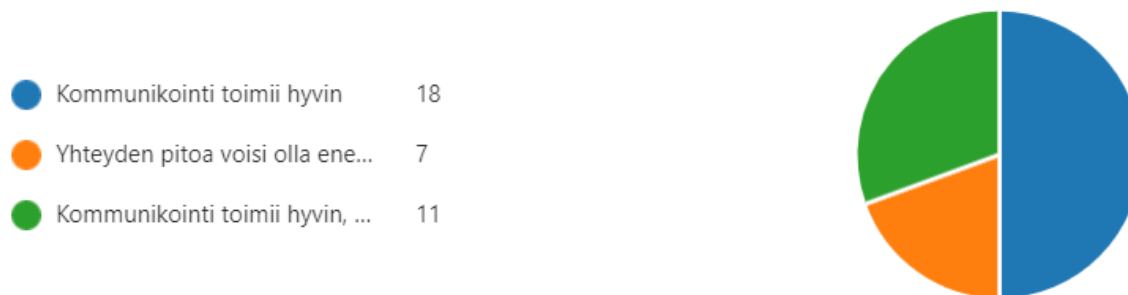 Kommunikointi toimii hyvin 18
Yhteyden pitoa voisi olla ene... 7
Kommunikointi toimii hyvin, ... 11